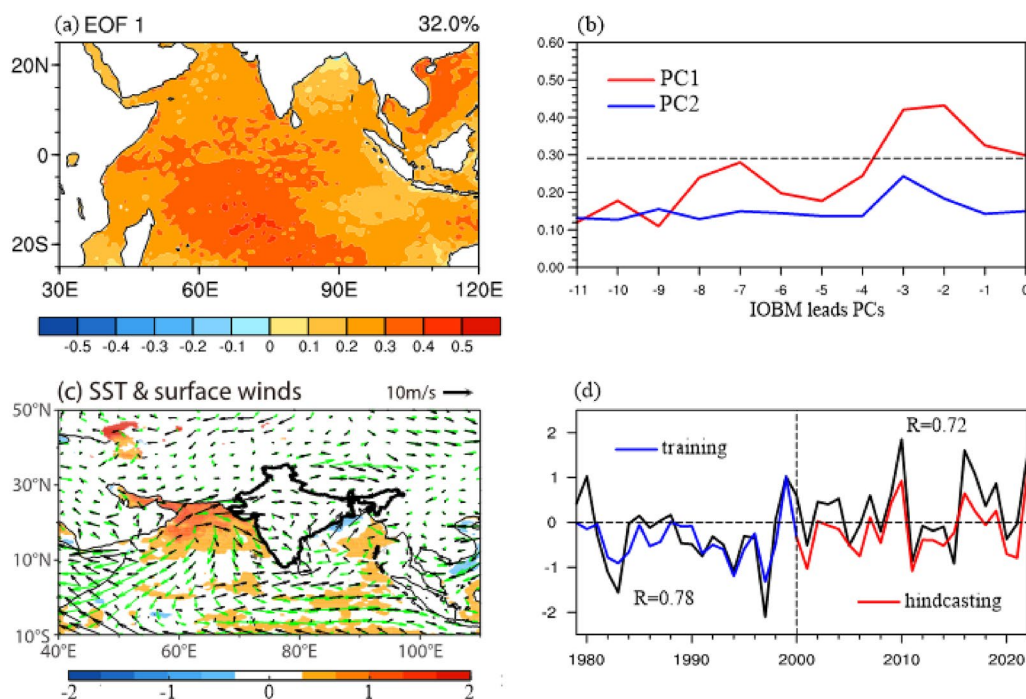 (a) EOF 1 32.0%
20N
0
20S
30E 60E 90E 120E
-0.5 -0.4 -0.3 -0.2 -0.1 0 0.1 0.2 0.3 0.4 0.5
(b)
0.60
0.50
0.40
0.30
0.20
0.10
0.00
PC1
PC2
-11 -10 -9 -8 -7 -6 -5 -4 -3 -2 -1 0
IOBM leads PCs
(c) SST & surface winds 10m/s
50°N
30°N
10°N
10°S
40°E 60°E 80°E 100°E
-2 -1 0 1 2
(d)
2
1
0
-1
-2
training
R=0.72
R=0.78
hindcasting
1980 1990 2000 2010 2020